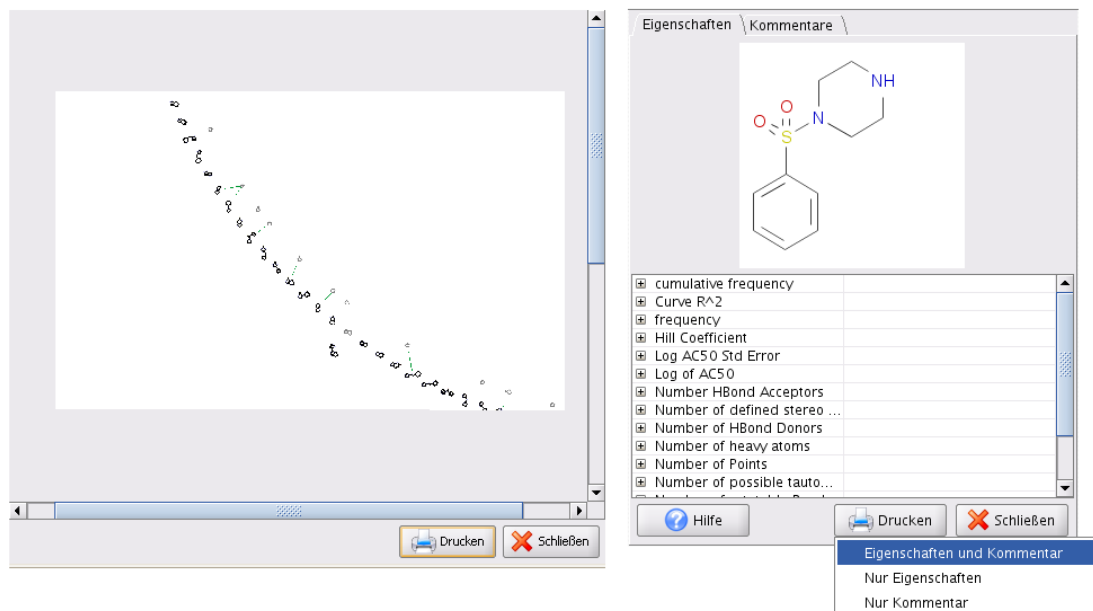 Drucken
Schließen
Eigenschaften
Kommentare
NH
N
O
O
S
cumulative frequency
Curve R^2
frequency
Hill Coefficient
Log AC50 Std Error
Log of AC50
Number HBond Acceptors
Number of defined stereo ...
Number of HBond Donors
Number of heavy atoms
Number of Points
Number of possible tauto...
Hilfe
Drucken
Schließen
Eigenschaften und Kommentar
Nur Eigenschaften
Nur Kommentar